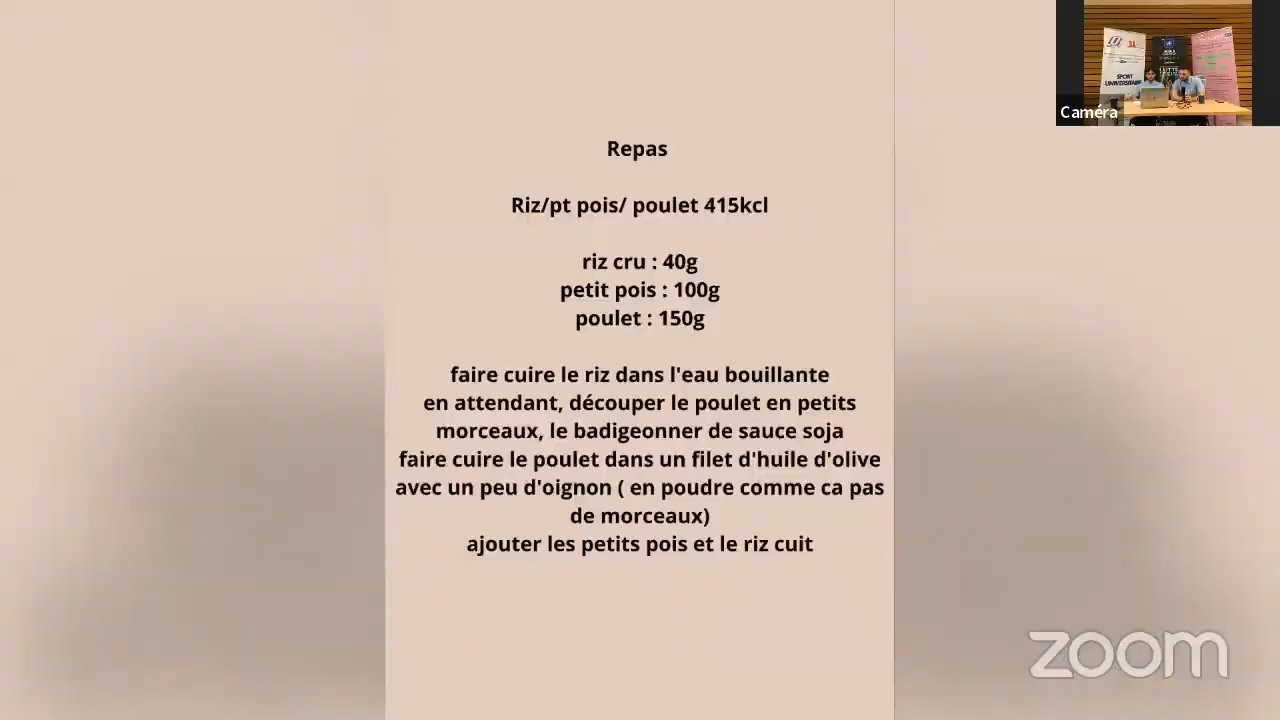 Repas
Riz/pt pois/ poulet 415kcl
riz cru : 40g
petit pois : 100g
poulet : 150g
faire cuire le riz dans l'eau bouillante
en attendant, découper le poulet en petits
morceaux, le badigeonner de sauce soja
faire cuire le poulet dans un filet d'huile d'olive
avec un peu d'oignon ( en poudre comme ca pas
de morceaux)
ajouter les petits pois et le riz cuit
SPORT
UNIVERSITAIRE
Caméra
zoom